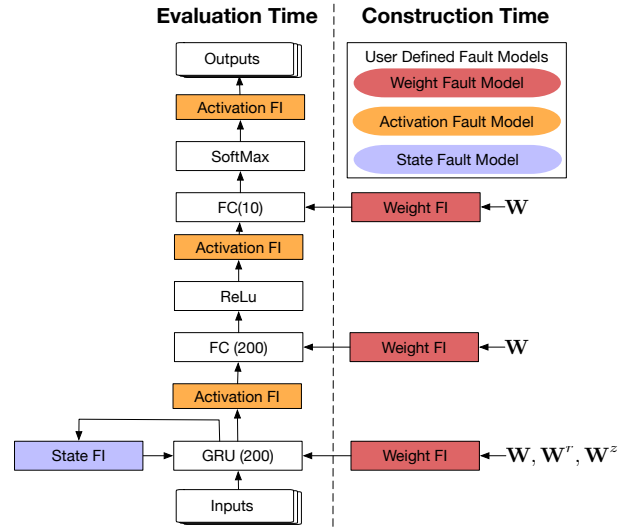 Evaluation Time
Construction Time
Outputs
User Defined Fault Models
Weight Fault Model
Activation FI
Activation Fault Model
SoftMax
State Fault Model
FC(10)
Weight FI
W
Activation FI
ReLu
FC (200)
Weight FI
W
Activation FI
State FI
GRU (200)
Weight FI
W, W^r, W^z
Inputs